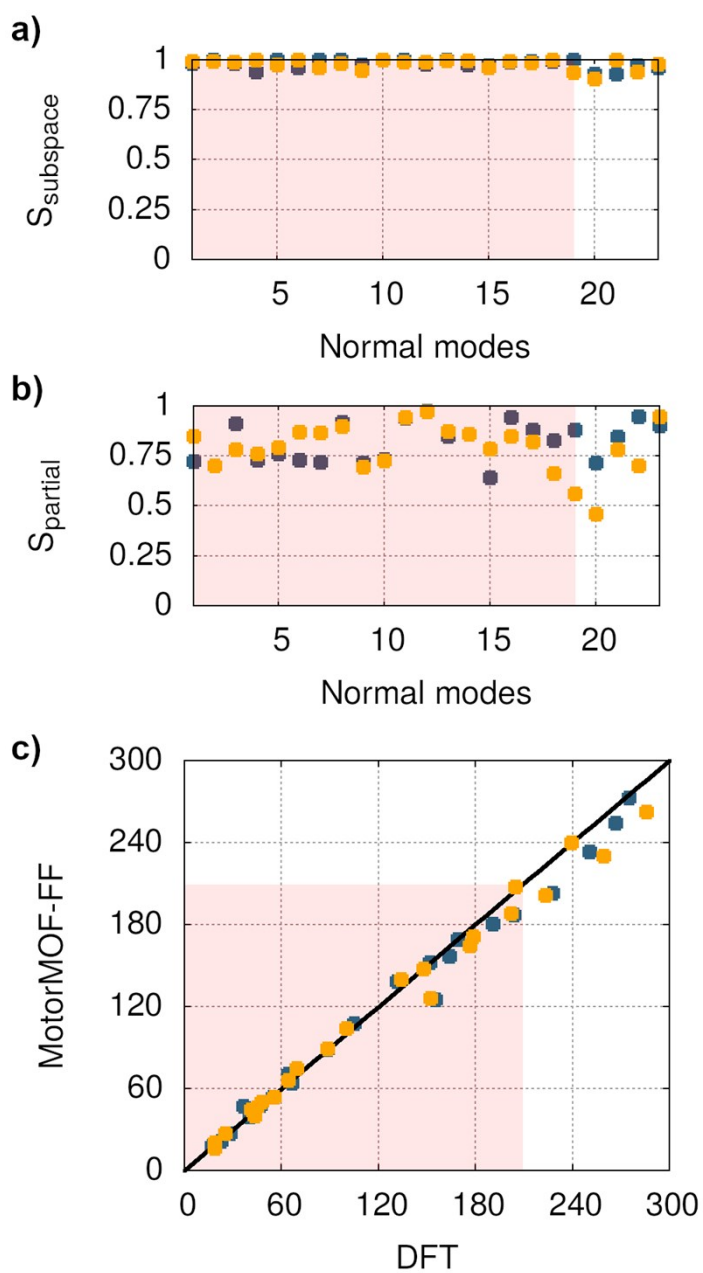 a)
1
0.75
0.5
0.25
0
S_subspace
5 10 15 20
Normal modes
b)
1
0.75
0.5
0.25
0
S_partial
5 10 15 20
Normal modes
c)
300
240
180
120
60
0
MotorMOF-FF
0 60 120 180 240 300
DFT